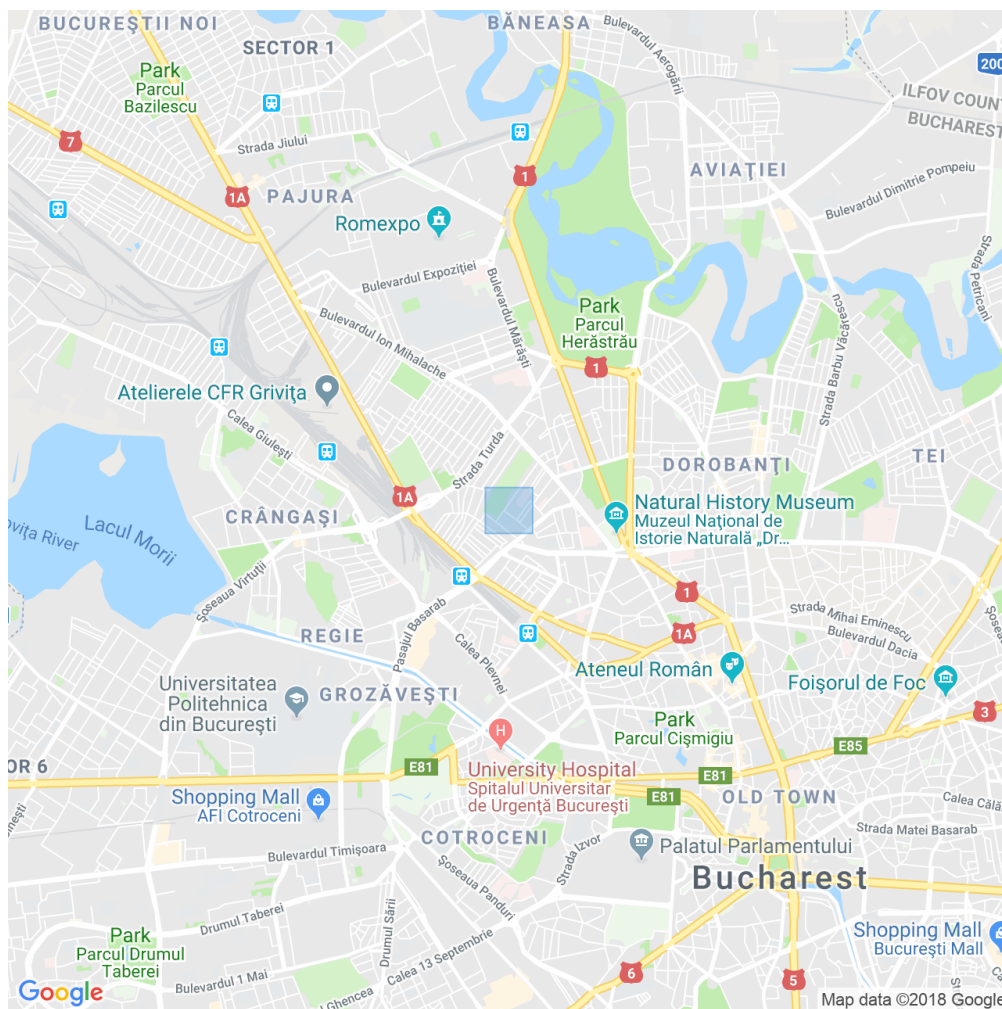 BUCUREȘTII NOI
BĂNEASA
Bulevardul Aerogării
SECTOR 1
200
Park
Parcul
Bazilescu
ILFOV COUN
BUCHAREST
7
Strada Jiului
1
AVIAȚIEI
Bulevardul Dimitrie Pompeiu
1A
PAJURA
Romexpo
Strada Petricani
Bulevardul Expoziției
Bulevardul Mărăști
Park
Parcul
Herăstrău
Bulevardul Ion Mihalache
Strada Barbu Văcărescu
1
Atelierele CFR Grivița
Calea Giulești
Strada Turda
DOROBANȚI
TEI
1A
Natural History Museum
Muzeul Național de
Istorie Naturală „Dr...
CRÂNGAȘI
Lacul Morii
ovița River
Șoseaua Virtuții
1
Șoseau
Strada Mihai Eminescu
Bulevardul Dacia
REGIE
Pasajul Basarab
Calea Plevnei
1A
Ateneul Român
Foișorul de Foc
Universitatea
Politehnica
din București
GROZĂVEȘTI
3
Park
Parcul Cișmigiu
E85
OR 6
E81
University Hospital
Spitalul Universitar
de Urgență București
E81
E81
OLD TOWN
Shopping Mall
AFI Cotroceni
Calea Călă
COTROCENI
Strada Matei Basarab
Bulevardul Timișoara
Strada Izvor
Palatul Parlamentului
Bucharest
Șoseaua Panduri
Drumul Taberei
Drumul Sării
Park
Parcul Drumul
Taberei
Calea 13 Septembrie
Shopping Mall
București Mall
6
5
Bulevardul 1 Mai
Ghencea
Google
Map data ©2018 Google